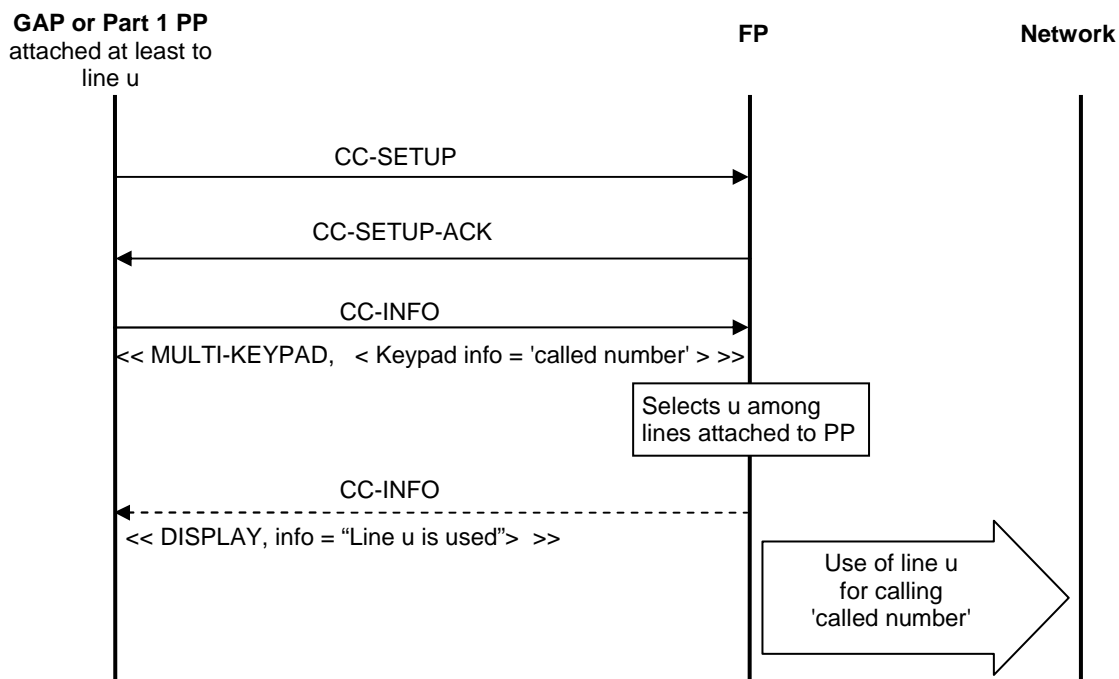 GAP or Part 1 PP
attached at least to
line u
FP
Network
CC-SETUP
CC-SETUP-ACK
CC-INFO
<< MULTI-KEYPAD, < Keypad info = 'called number' > >>
Selects u among
lines attached to PP
CC-INFO
<< DISPLAY, info = “Line u is used”> >>
Use of line u
for calling
'called number'